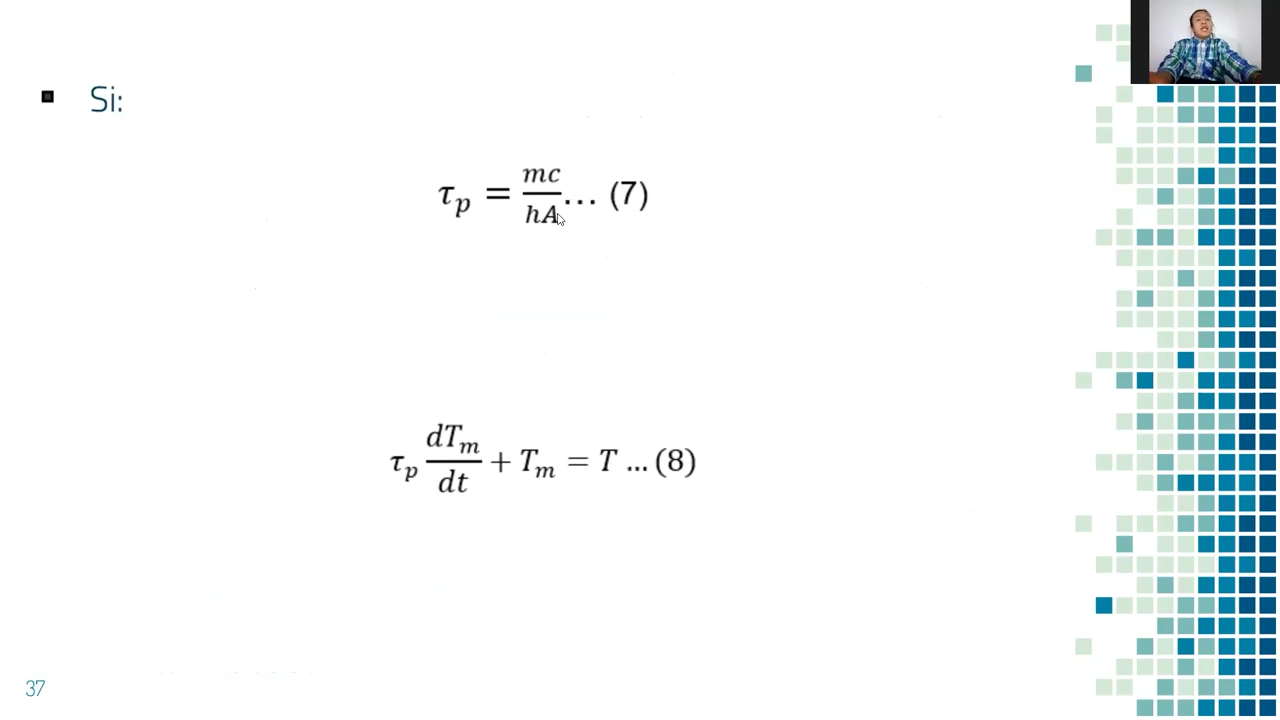 Si:
τ_p = mc/hA … (7)
τ_p dT_m/dt + T_m = T … (8)
37